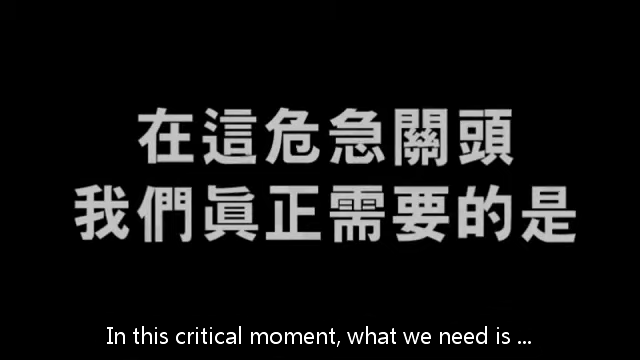 在這危急關頭
我們眞正需要的是
In this critical moment, what we need is ...